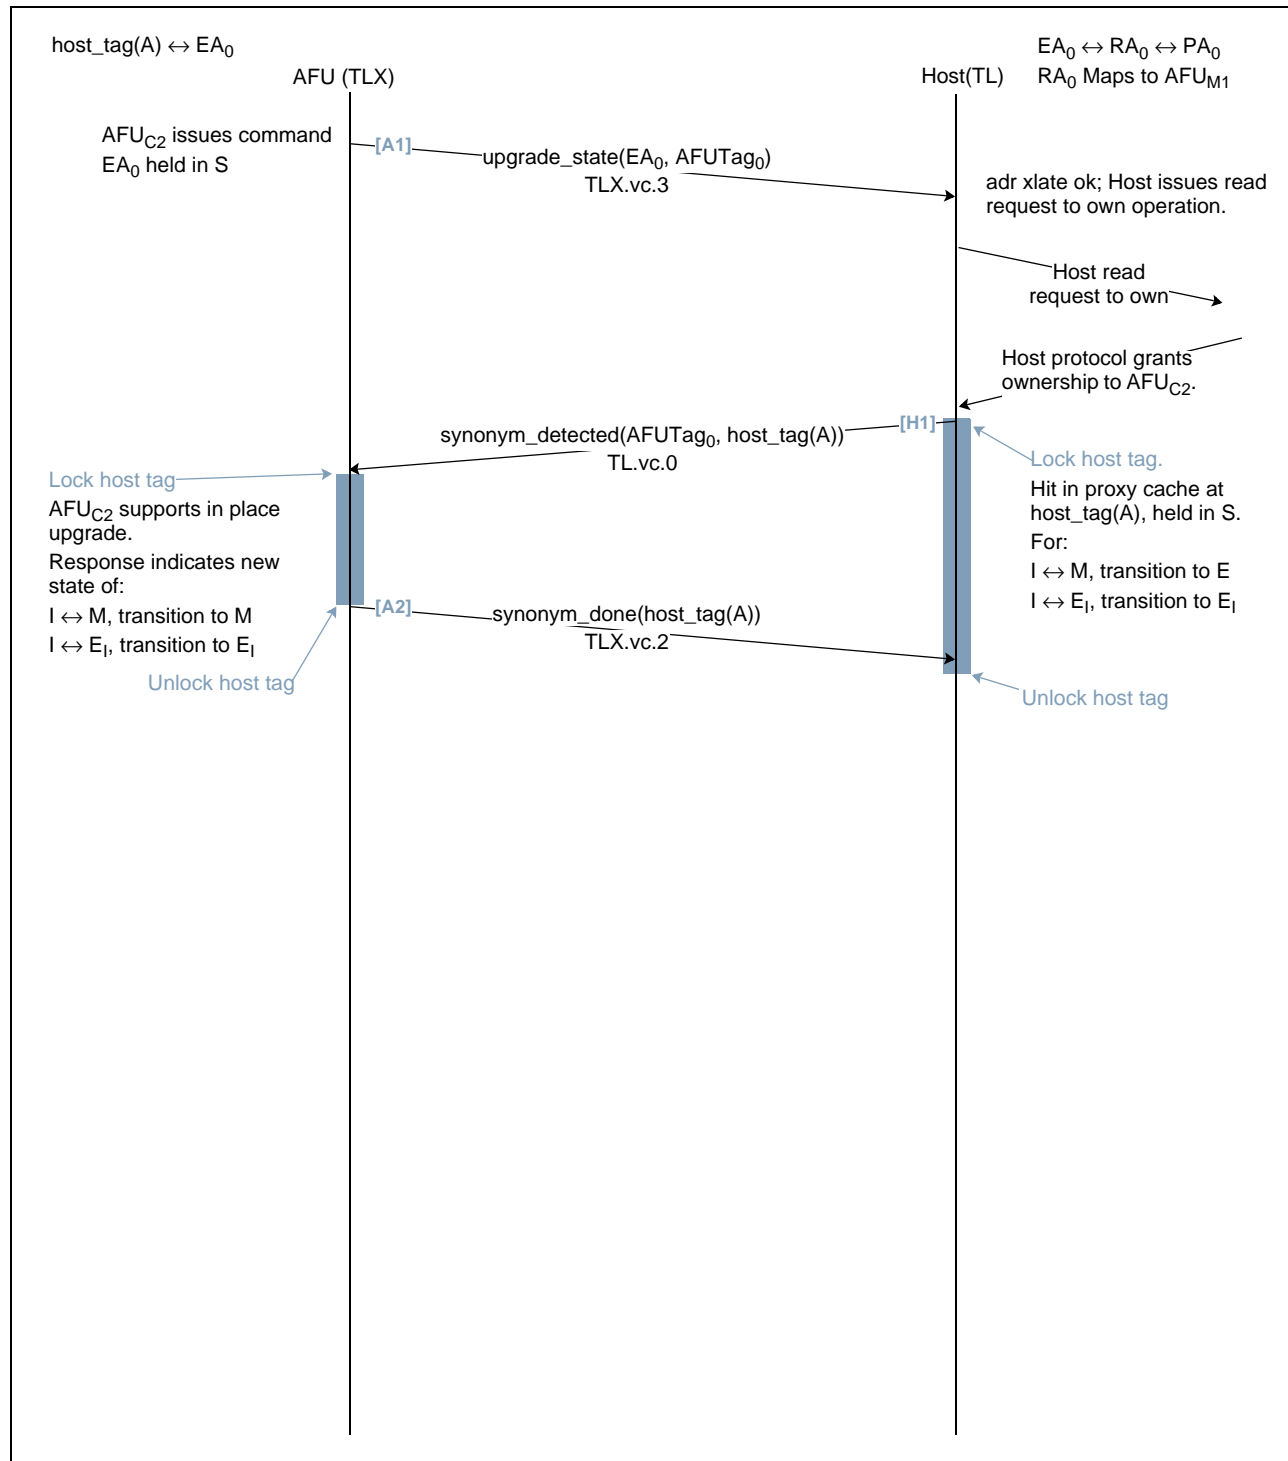 host_tag(A) ↔ EA0
EA0 ↔ RA0 ↔ PA0
RA0 Maps to AFUM1
AFU (TLX)
Host(TL)
AFUC2 issues command
EA0 held in S
[A1]
upgrade_state(EA0, AFUTag0)
TLX.vc.3
adr xlate ok; Host issues read
request to own operation.
Host read
request to own
Host protocol grants
ownership to AFUC2.
[H1]
synonym_detected(AFUTag0, host_tag(A))
TL.vc.0
Lock host tag
AFUC2 supports in place
upgrade.
Response indicates new
state of:
I ↔ M, transition to M
I ↔ EI, transition to EI
Unlock host tag
Lock host tag.
Hit in proxy cache at
host_tag(A), held in S.
For:
I ↔ M, transition to E
I ↔ EI, transition to EI
[A2]
synonym_done(host_tag(A))
TLX.vc.2
Unlock host tag